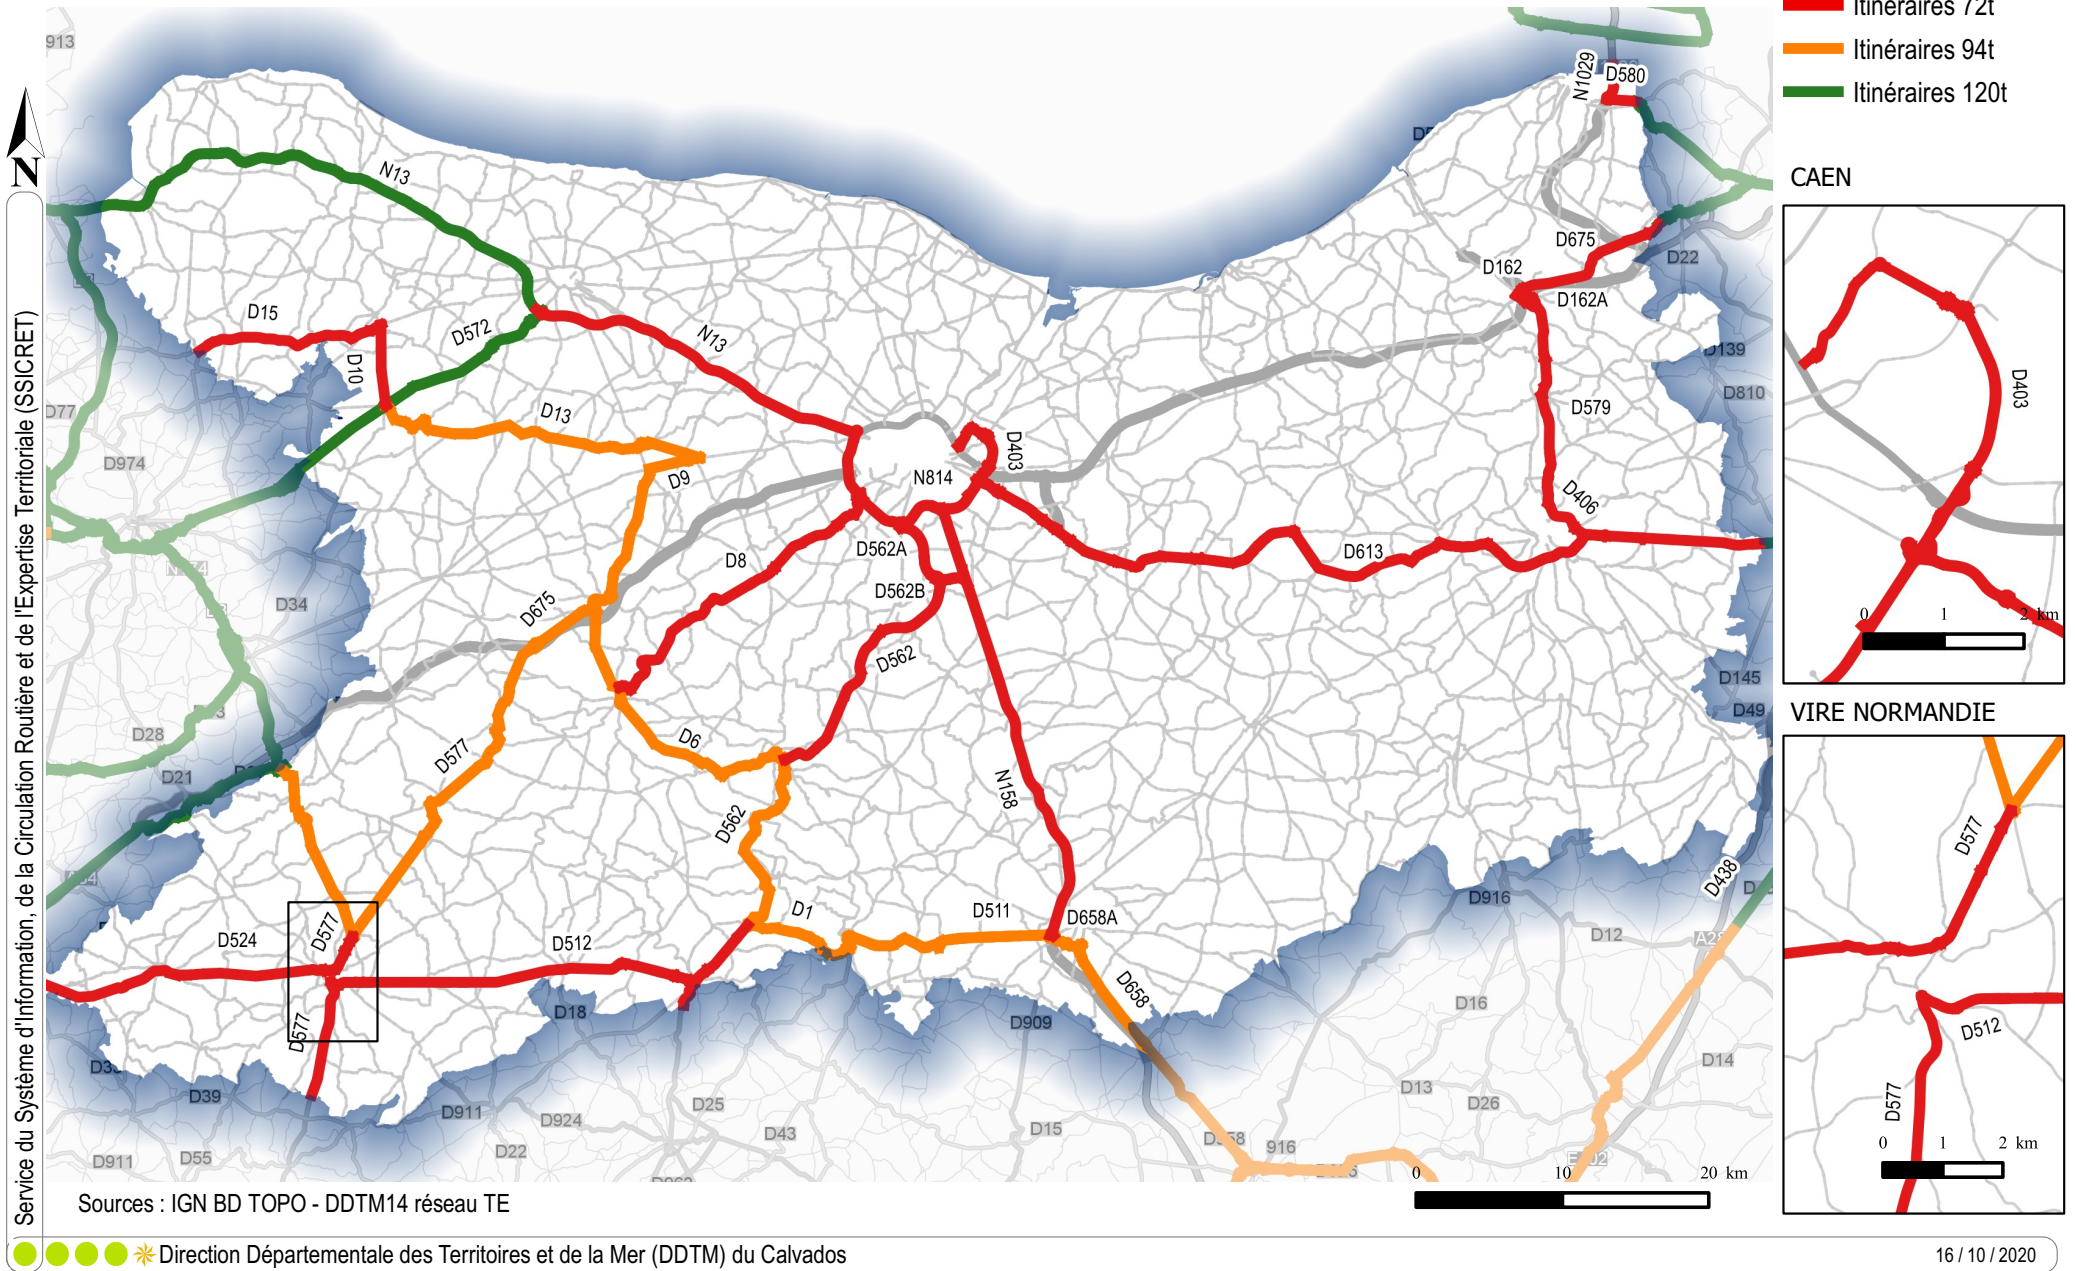 Itinéraires 72t
Itinéraires 94t
Itinéraires 120t
CAEN
D403
0 1 2 km
VIRE NORMANDIE
D577
D512
D577
0 1 2 km
N
Service du Système d'Information, de la Circulation Routière et de l'Expertise Territoriale (SSICRET)
913
N1029
D580
N13
D675
D22
D162
D162A
D15
D10
D572
N13
D139
D810
D77
D13
D579
D974
D9
D403
N814
D406
D562A
D613
D8
D562B
D34
D675
D562
D145
D49
D28
D21
D6
D577
N158
D562
D438
D916
D1
D511
D658A
D12
D524
D577
D512
D658
D16
D18
D909
D577
D14
D39
D911
D924
D25
D43
D15
D13
D26
D22
916
D911
D55
0 10 20 km
Sources : IGN BD TOPO - DDTM14 réseau TE
Direction Départementale des Territoires et de la Mer (DDTM) du Calvados
16 / 10 / 2020